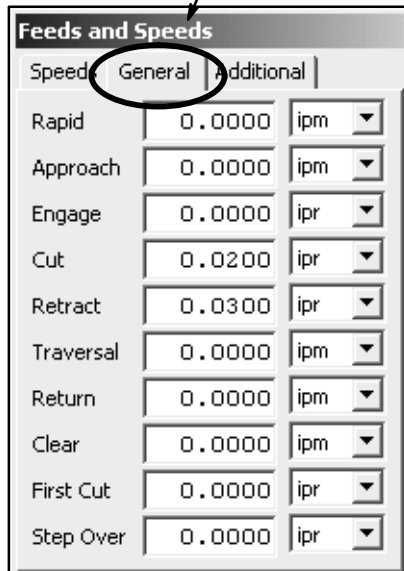 Feeds and Speeds
Speeds General Additional
Rapid 0.0000 ipm
Approach 0.0000 ipm
Engage 0.0000 ipr
Cut 0.0200 ipr
Retract 0.0300 ipr
Traversal 0.0000 ipm
Return 0.0000 ipm
Clear 0.0000 ipm
First Cut 0.0000 ipr
Step Over 0.0000 ipr